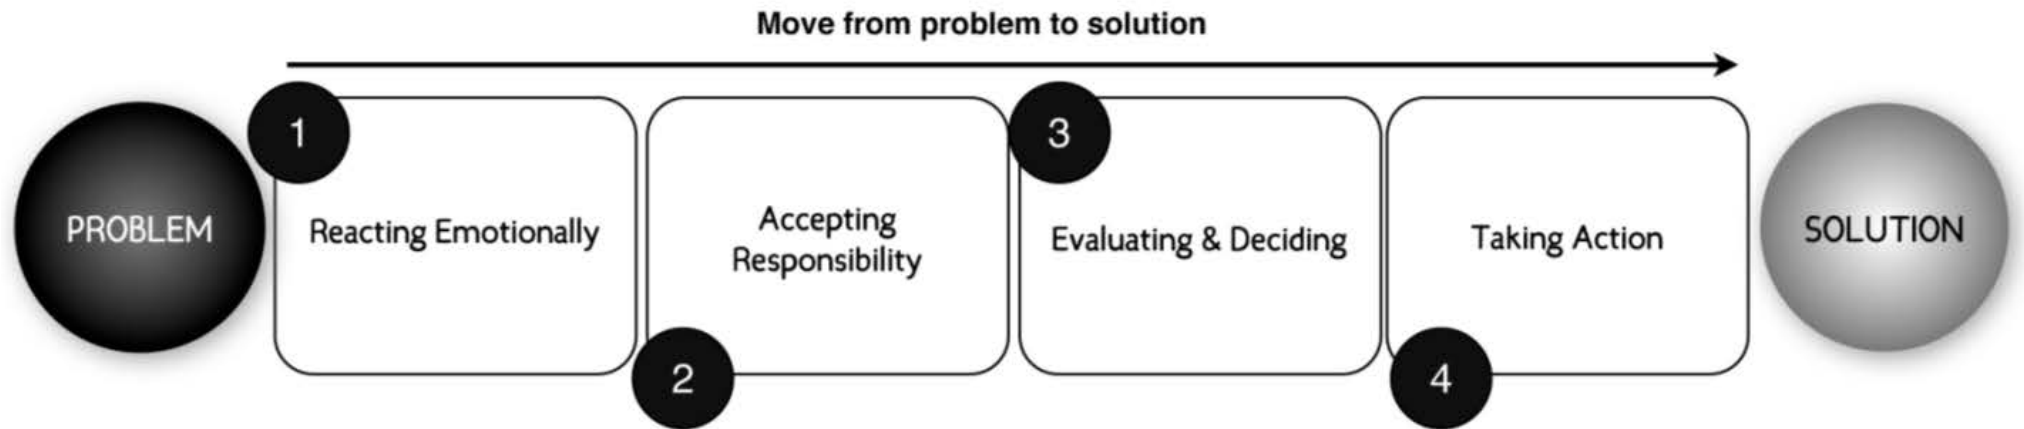 Move from problem to solution
PROBLEM
1
Reacting Emotionally
2
Accepting
Responsibility
3
Evaluating & Deciding
4
Taking Action
SOLUTION